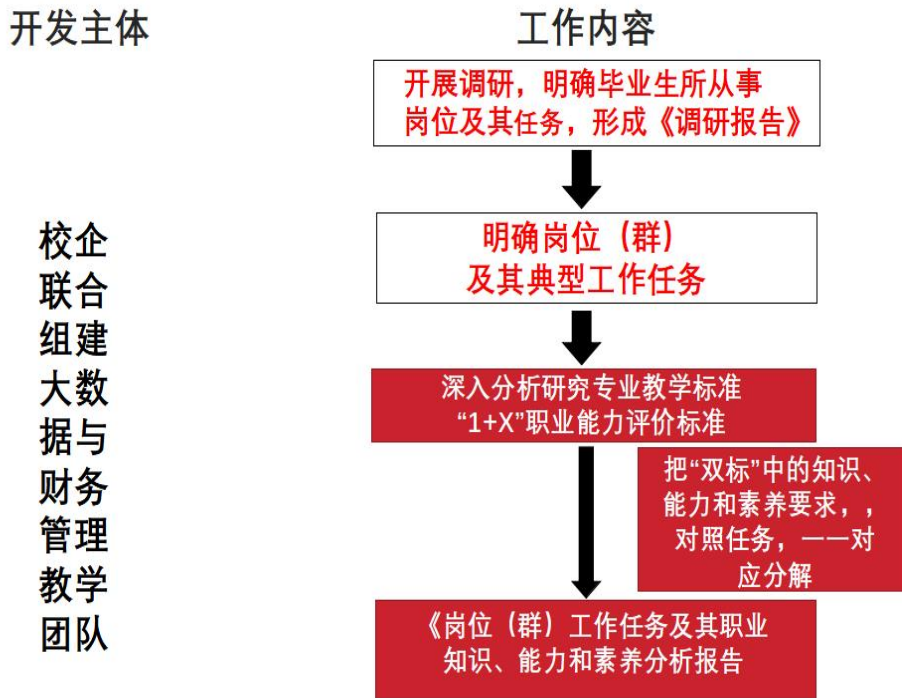 开发主体
工作内容
开展调研，明确毕业生所从事
岗位及其任务，形成《调研报告》
校企
联合
组建
大数
据与
财务
管理
教学
团队
明确岗位（群）
及其典型工作任务
深入分析研究专业教学标准
“1+X”职业能力评价标准
把“双标”中的知识、
能力和素养要求，，
对照任务，一一对
应分解
《岗位（群）工作任务及其职业
知识、能力和素养分析报告